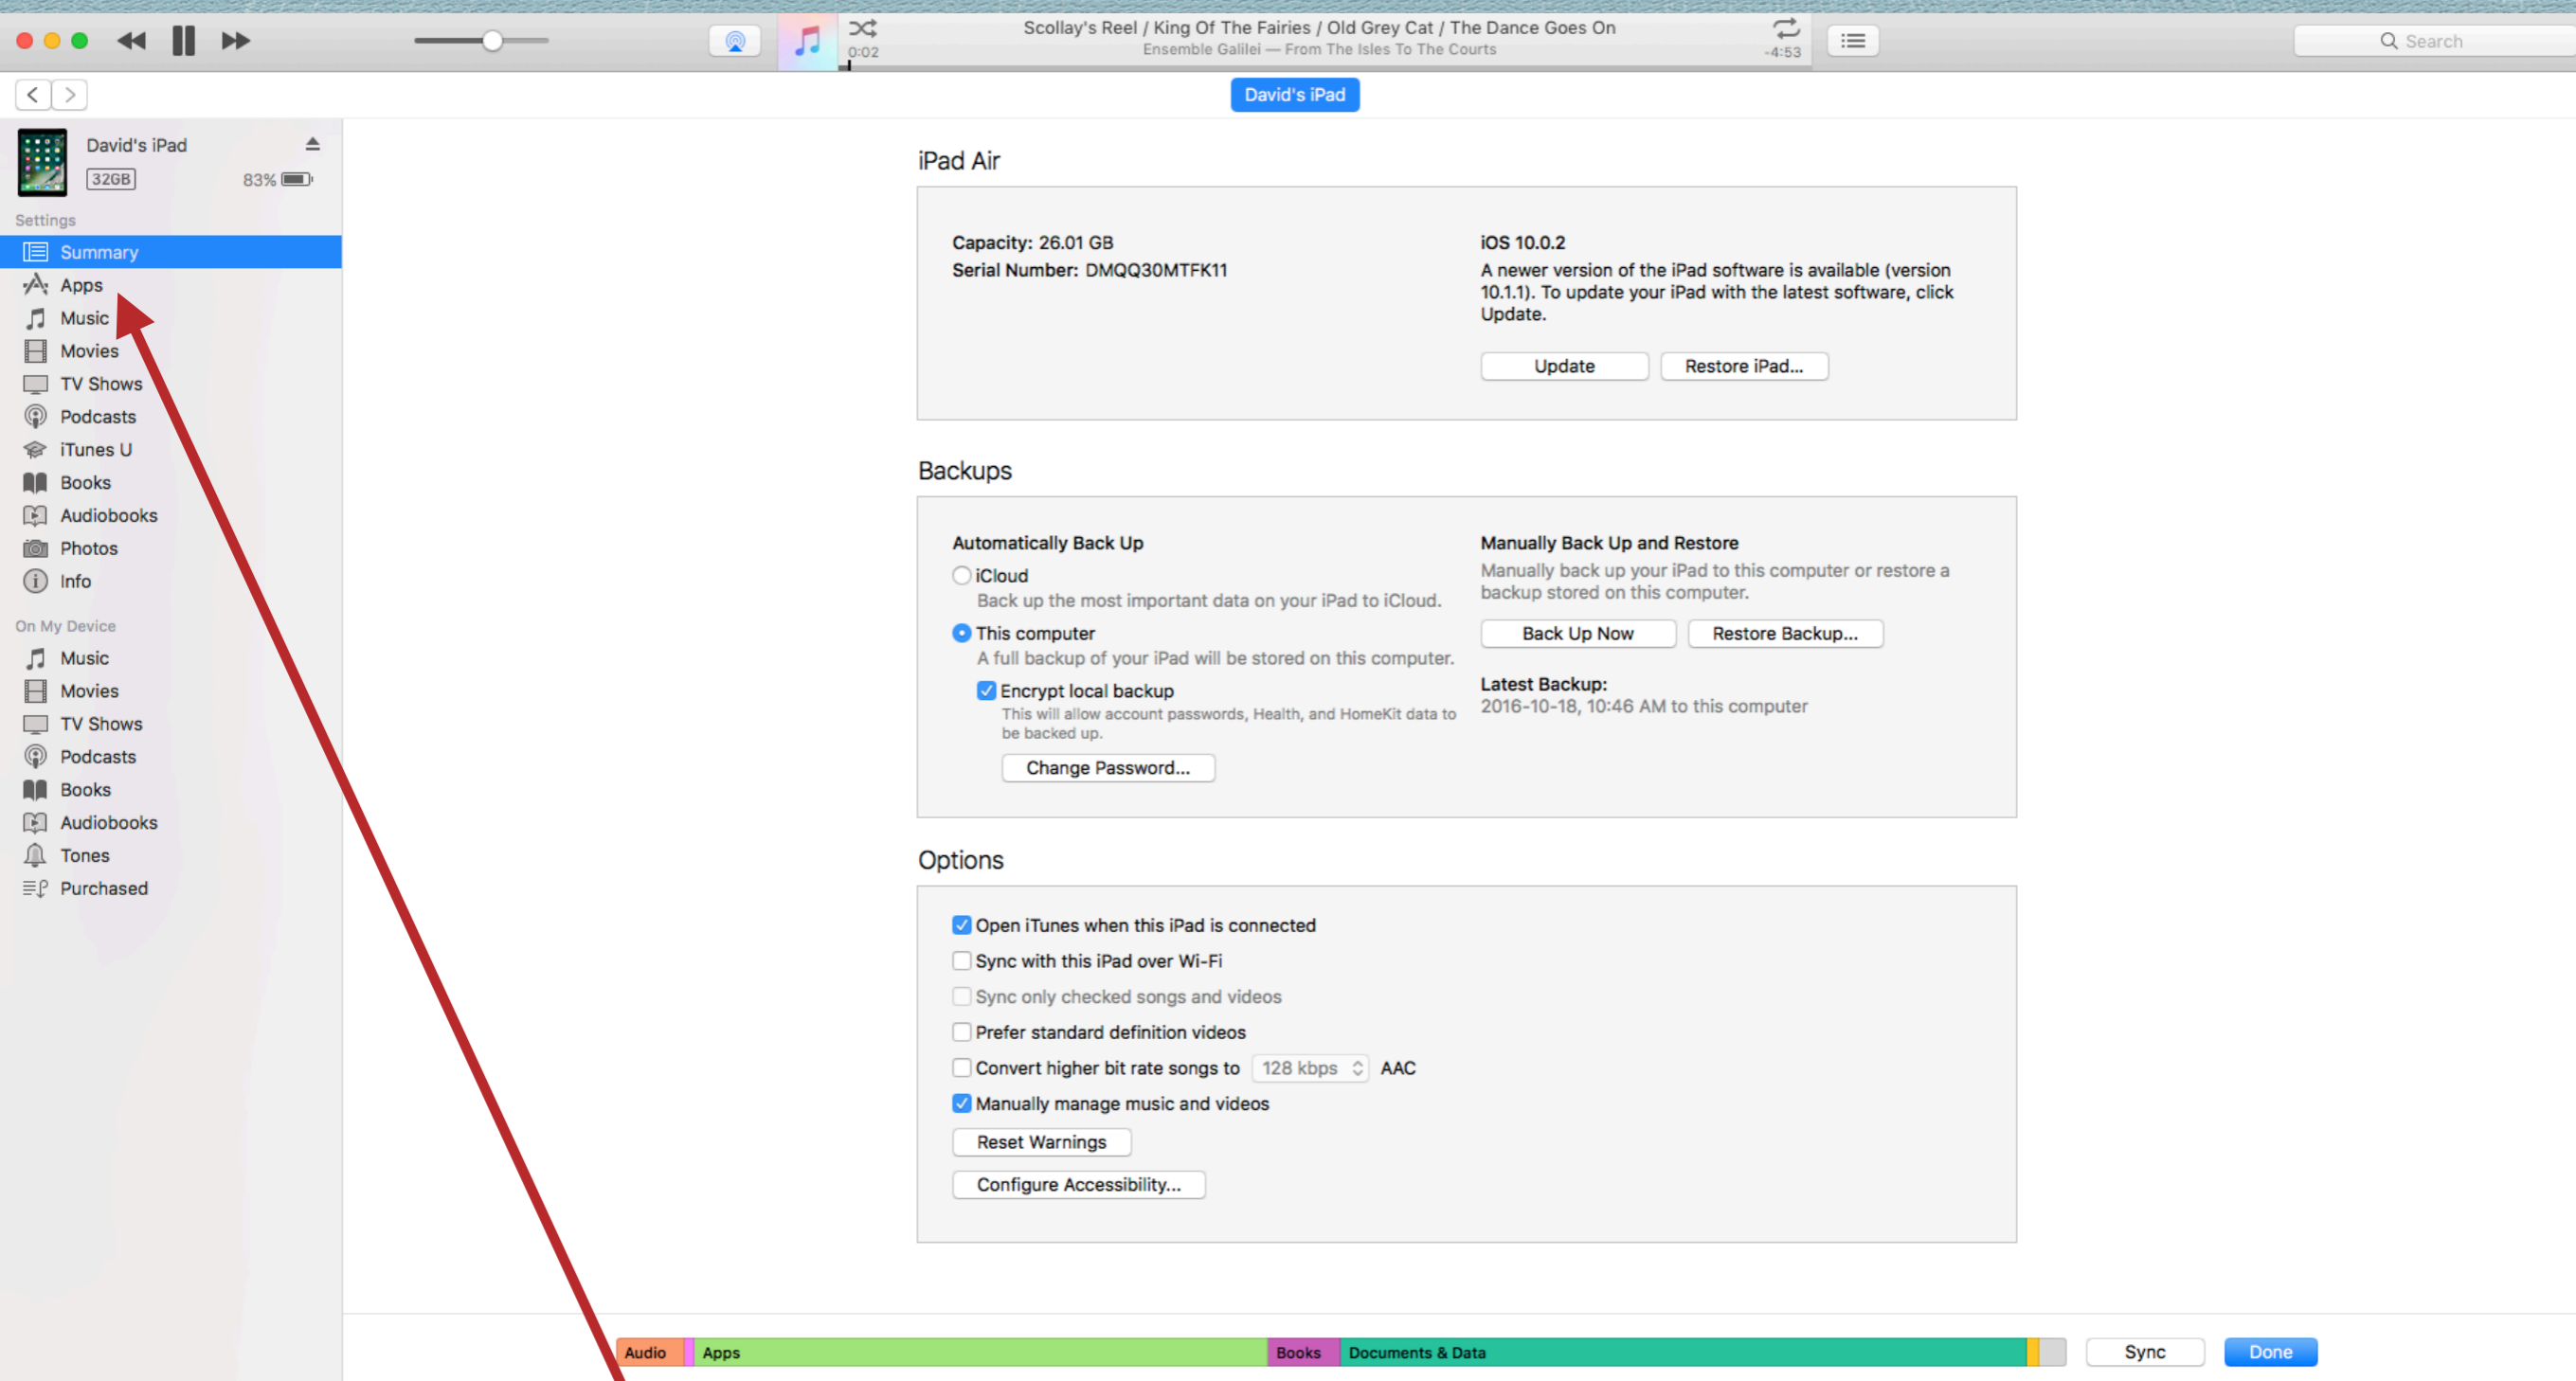 Scollay's Reel / King Of The Fairies / Old Grey Cat / The Dance Goes On
0:02
Ensemble Galilei — From The Isles To The Courts
-4:53
Search
David's iPad
David's iPad
32GB
83%
Settings
Summary
Apps
Music
Movies
TV Shows
Podcasts
iTunes U
Books
Audiobooks
Photos
Info
On My Device
Music
Movies
TV Shows
Podcasts
Books
Audiobooks
Tones
Purchased
iPad Air
Capacity: 26.01 GB
Serial Number: DMQQ30MTFK11
iOS 10.0.2
A newer version of the iPad software is available (version
10.1.1). To update your iPad with the latest software, click
Update.
Update
Restore iPad...
Backups
Automatically Back Up
iCloud
Back up the most important data on your iPad to iCloud.
This computer
A full backup of your iPad will be stored on this computer.
Encrypt local backup
This will allow account passwords, Health, and HomeKit data to
be backed up.
Change Password...
Manually Back Up and Restore
Manually back up your iPad to this computer or restore a
backup stored on this computer.
Back Up Now
Restore Backup...
Latest Backup:
2016-10-18, 10:46 AM to this computer
Options
Open iTunes when this iPad is connected
Sync with this iPad over Wi-Fi
Sync only checked songs and videos
Prefer standard definition videos
Convert higher bit rate songs to 128 kbps AAC
Manually manage music and videos
Reset Warnings
Configure Accessibility...
Audio Apps Books Documents & Data
Sync
Done